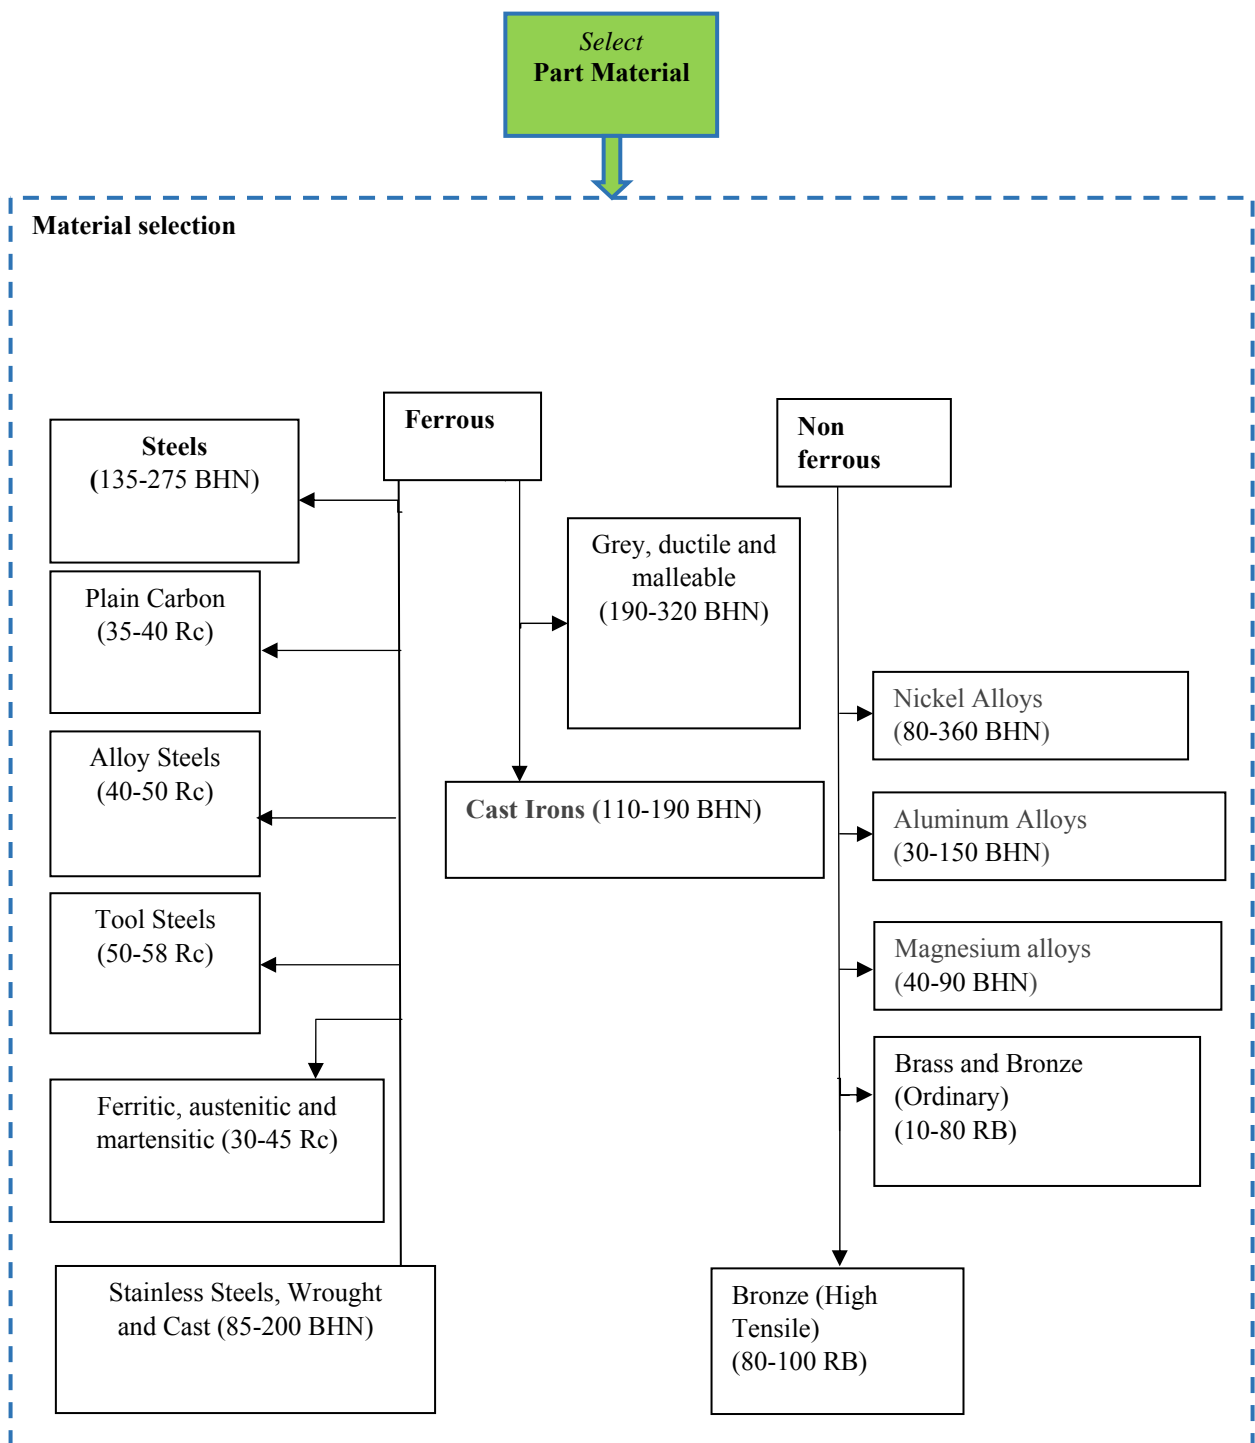 Select
Part Material
Material selection
Ferrous
Non
ferrous
Steels
(135-275 BHN)
Plain Carbon
(35-40 Rc)
Alloy Steels
(40-50 Rc)
Tool Steels
(50-58 Rc)
Ferritic, austenitic and
martensitic (30-45 Rc)
Stainless Steels, Wrought
and Cast (85-200 BHN)
Grey, ductile and
malleable
(190-320 BHN)
Cast Irons (110-190 BHN)
Nickel Alloys
(80-360 BHN)
Aluminum Alloys
(30-150 BHN)
Magnesium alloys
(40-90 BHN)
Brass and Bronze
(Ordinary)
(10-80 RB)
Bronze (High
Tensile)
(80-100 RB)